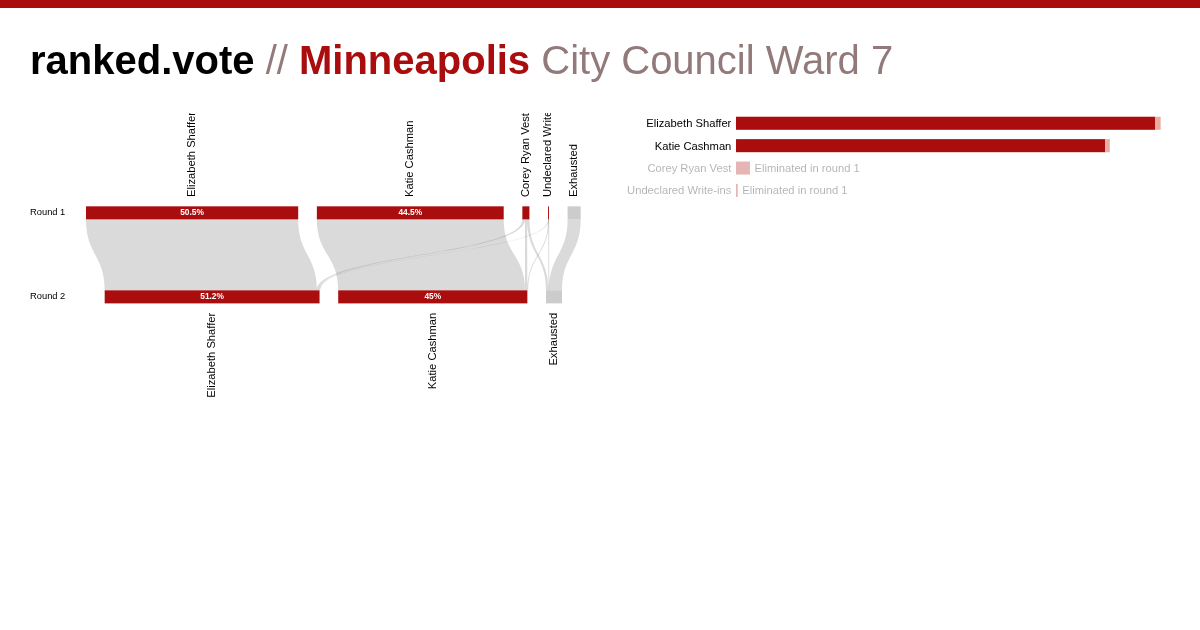 ranked.vote // Minneapolis City Council Ward 7
Elizabeth Shaffer
Katie Cashman
Corey Ryan Vest
Undeclared Write
Exhausted
Round 1
50.5%
44.5%
Round 2
51.2%
45%
Elizabeth Shaffer
Katie Cashman
Exhausted
Elizabeth Shaffer
Katie Cashman
Corey Ryan Vest Eliminated in round 1
Undeclared Write-ins Eliminated in round 1